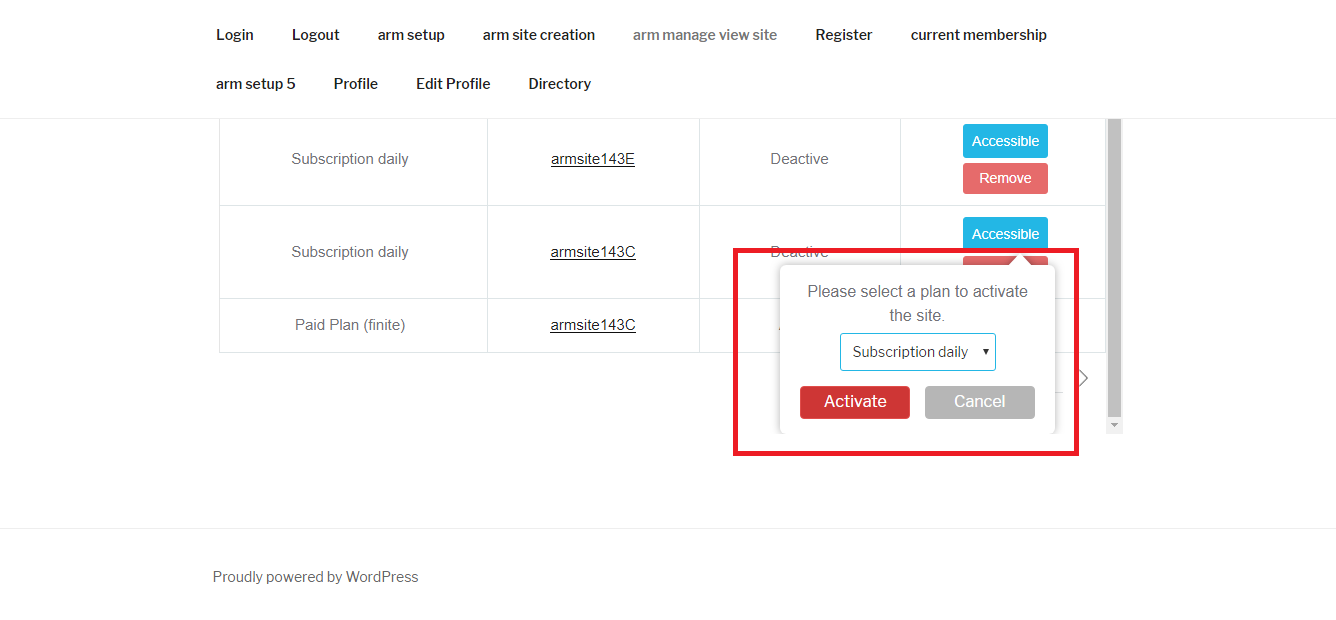 Login Logout arm setup arm site creation arm manage view site Register current membership
arm setup 5 Profile Edit Profile Directory
Subscription daily armsite143E Deactive Accessible
Remove
Subscription daily armsite143C Deactive Accessible
Paid Plan (finite) armsite143C
Please select a plan to activate
the site.
Subscription daily
Activate Cancel
Proudly powered by WordPress